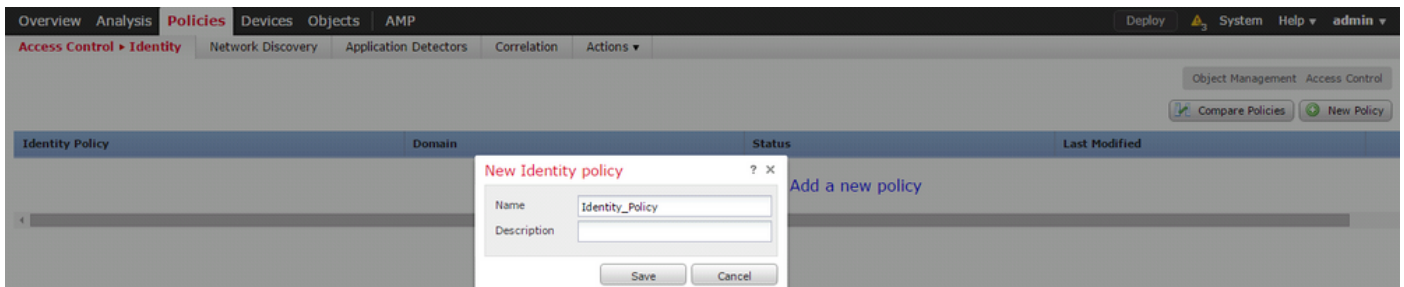 Overview Analysis Policies Devices Objects AMP Deploy 3 System Help ▾ admin ▾
Access Control ▸ Identity Network Discovery Application Detectors Correlation Actions ▾
Object Management Access Control
Compare Policies New Policy
Identity Policy Domain Status Last Modified
New Identity policy ? ×
Add a new policy
Name Identity_Policy
Description
Save Cancel